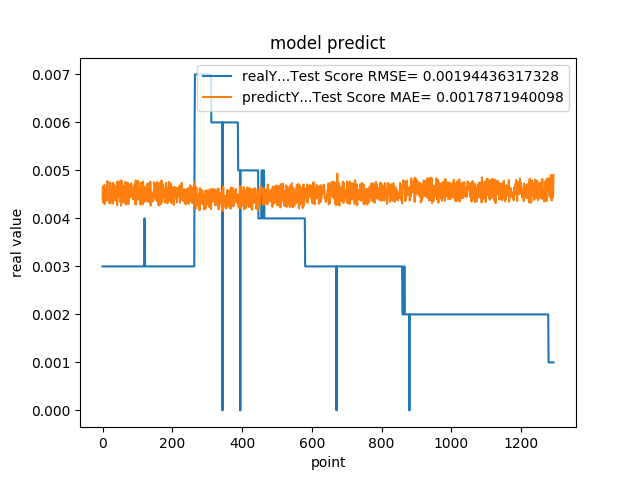 model predict
realY...Test Score RMSE= 0.00194436317328
predictY...Test Score MAE= 0.0017871940098
0.007
0.006
0.005
0.004
0.003
0.002
0.001
0.000
real value
0 200 400 600 800 1000 1200
point